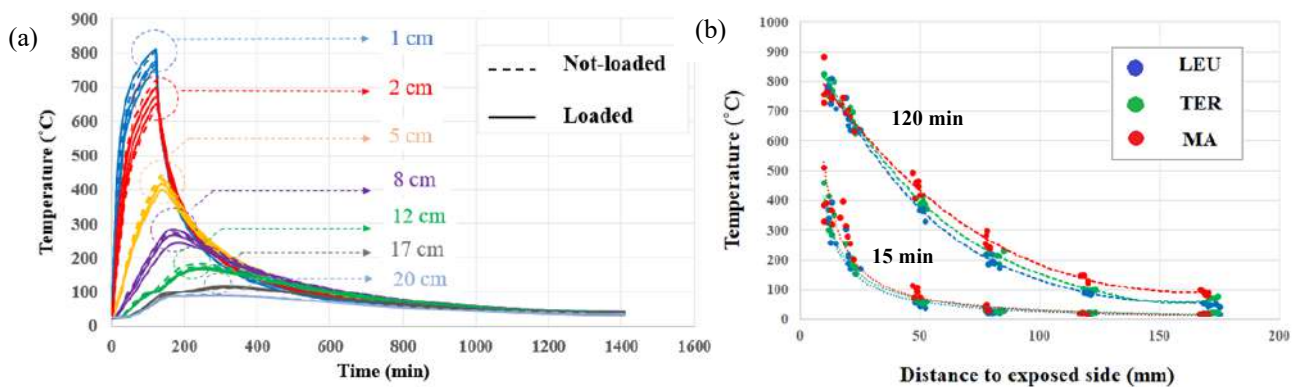 (a)
900
800
700
600
500
400
300
200
100
0
Temperature (˚C)
0 200 400 600 800 1000 1200 1400 1600
Time (min)
1 cm
2 cm
5 cm
8 cm
12 cm
17 cm
20 cm
Not-loaded
Loaded
(b)
1000
900
800
700
600
500
400
300
200
100
0
Temperature (˚C)
0 50 100 150 200
Distance to exposed side (mm)
120 min
15 min
LEU
TER
MA